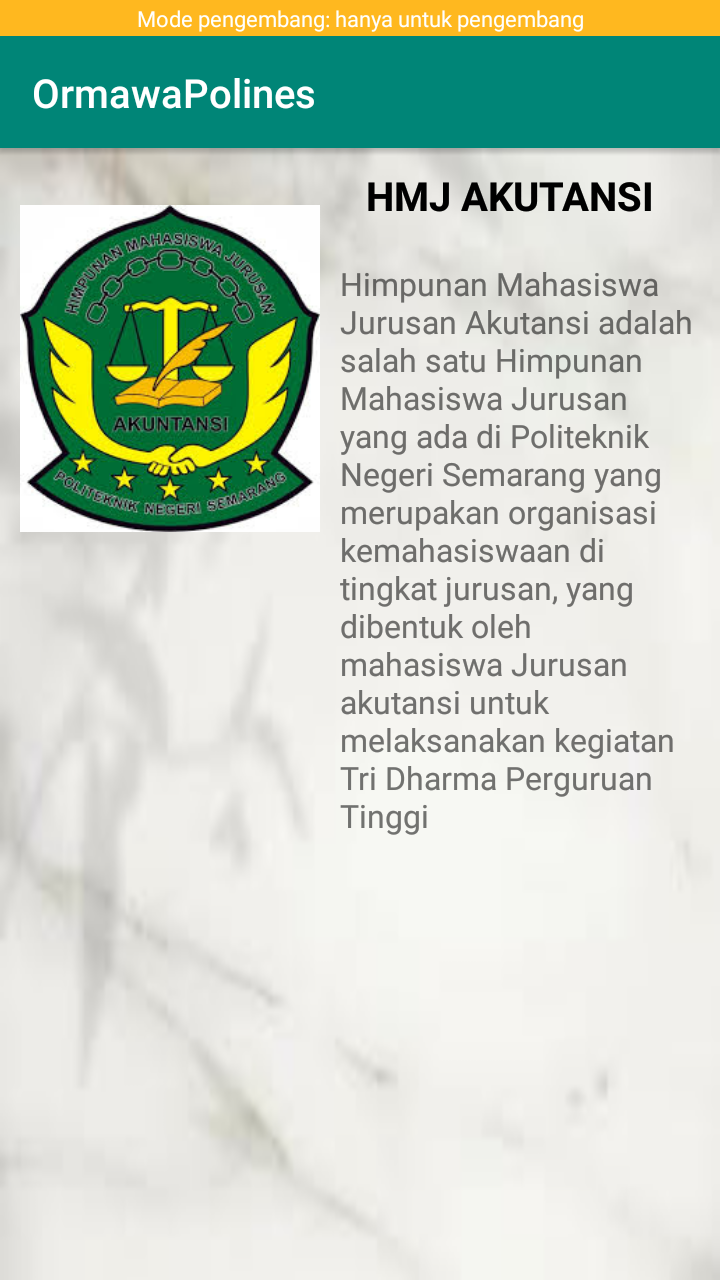 Mode pengembang: hanya untuk pengembang
OrmawaPolines
HMJ AKUTANSI
HIMPUNAN MAHASISWA JURUSAN
AKUNTANSI
POLITEKNIK NEGERI SEMARANG
Himpunan Mahasiswa
Jurusan Akutansi adalah
salah satu Himpunan
Mahasiswa Jurusan
yang ada di Politeknik
Negeri Semarang yang
merupakan organisasi
kemahasiswaan di
tingkat jurusan, yang
dibentuk oleh
mahasiswa Jurusan
akutansi untuk
melaksanakan kegiatan
Tri Dharma Perguruan
Tinggi